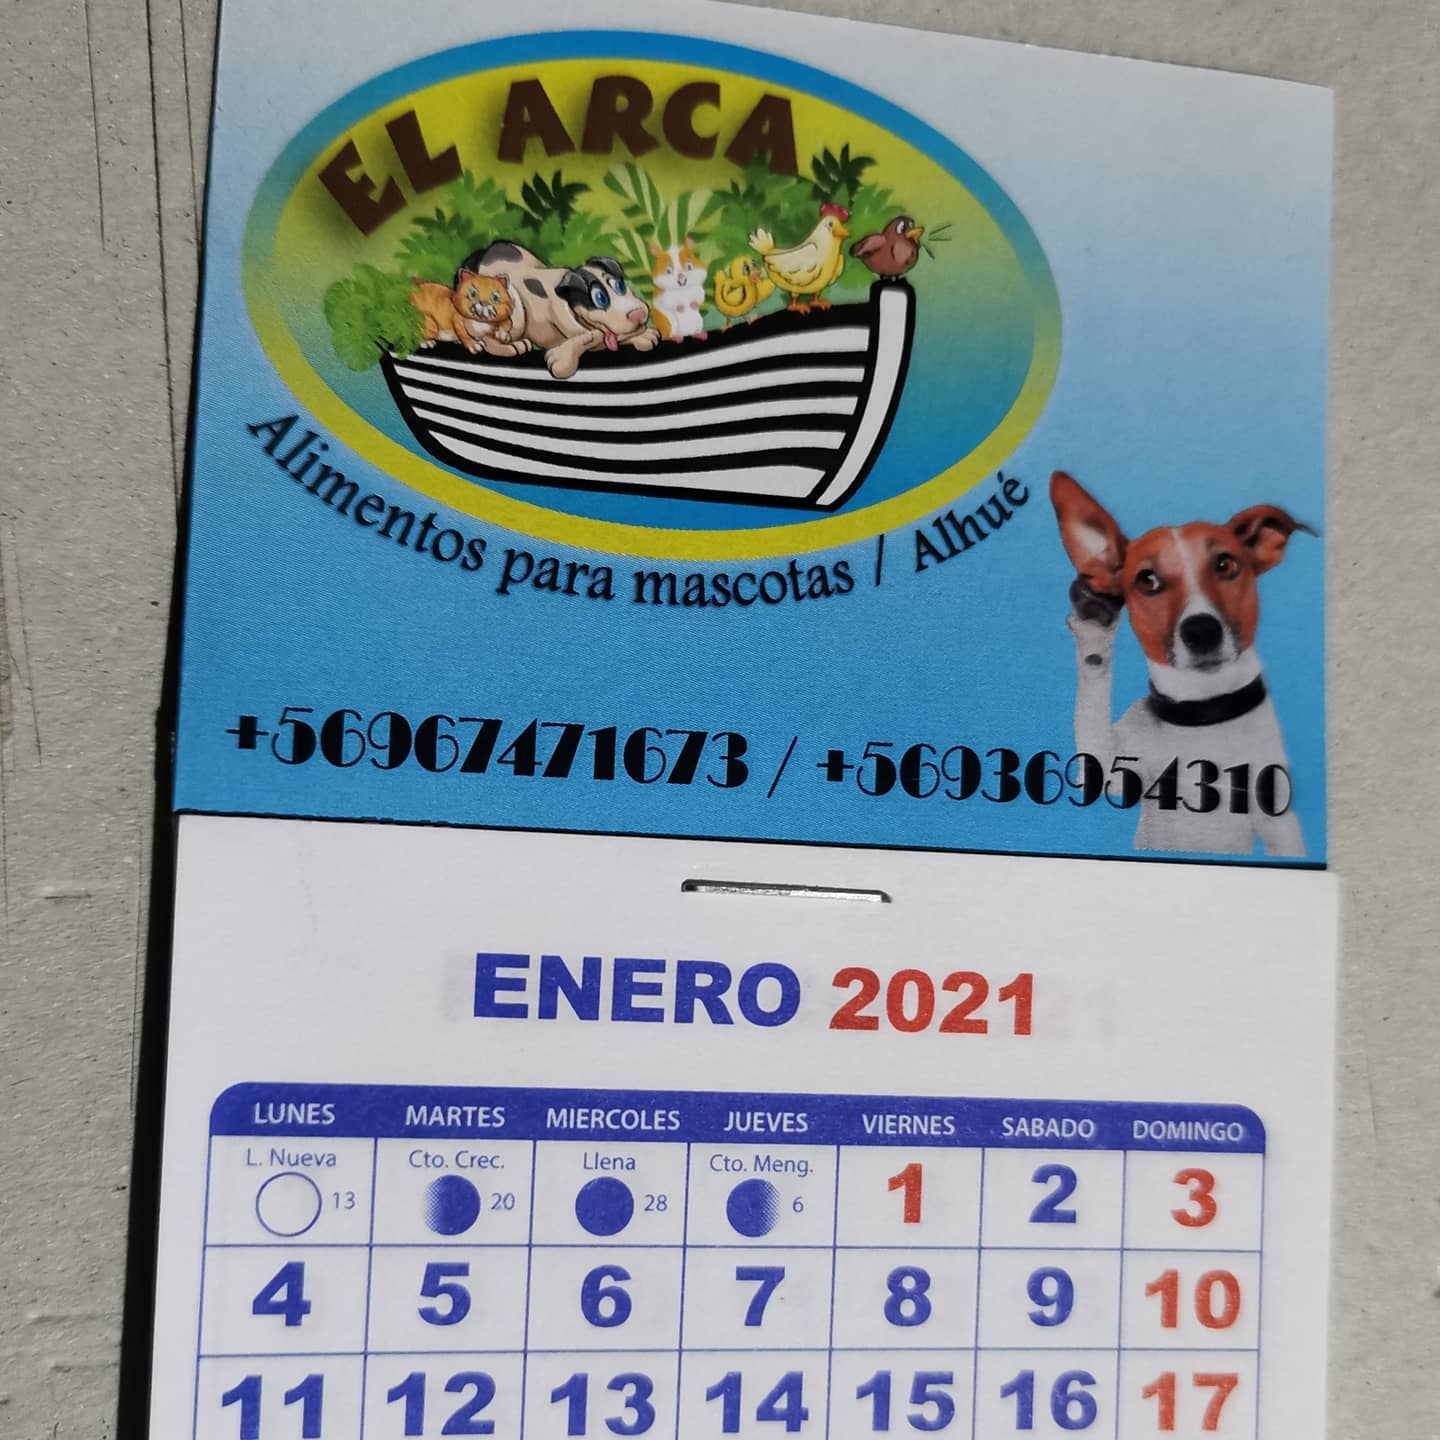 EL ARCA
Alimentos para mascotas / Alhué
+56967471673 / +56936954310
ENERO 2021
LUNES MARTES MIERCOLES JUEVES VIERNES SABADO DOMINGO
L. Nueva 13 Cto. Crec. 20 Llena 28 Cto. Meng. 6 1 2 3
4 5 6 7 8 9 10
11 12 13 14 15 16 17